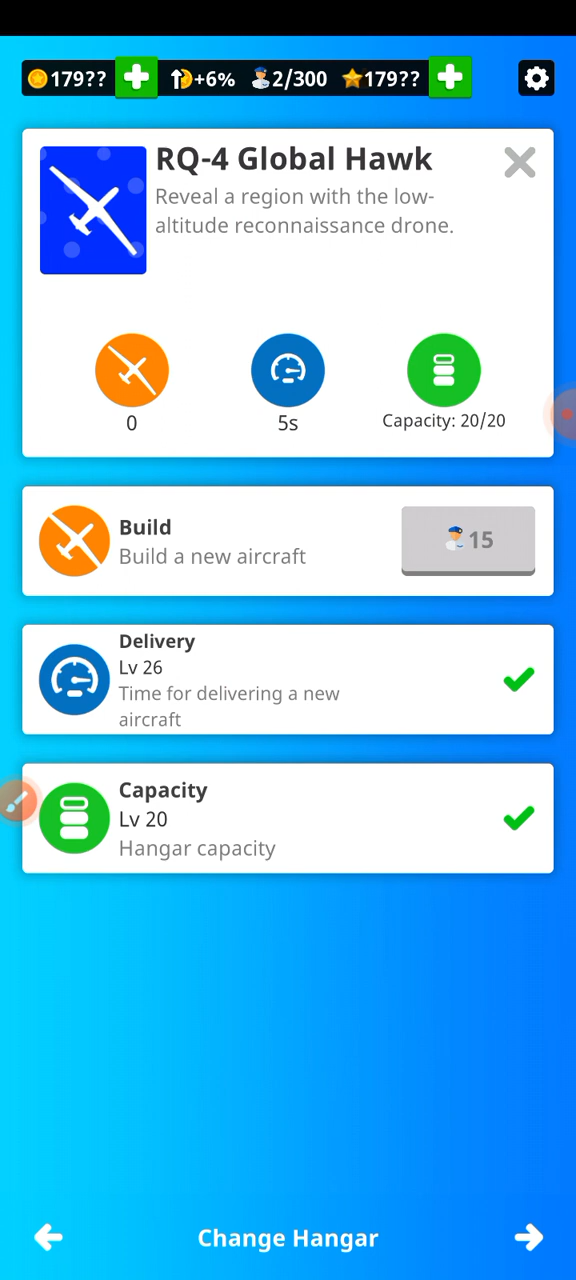 179?? +6% 2/300 179??
RQ-4 Global Hawk
Reveal a region with the low-
altitude reconnaissance drone.
0 5s Capacity: 20/20
Build
Build a new aircraft
15
Delivery
Lv 26
Time for delivering a new
aircraft
Capacity
Lv 20
Hangar capacity
Change Hangar